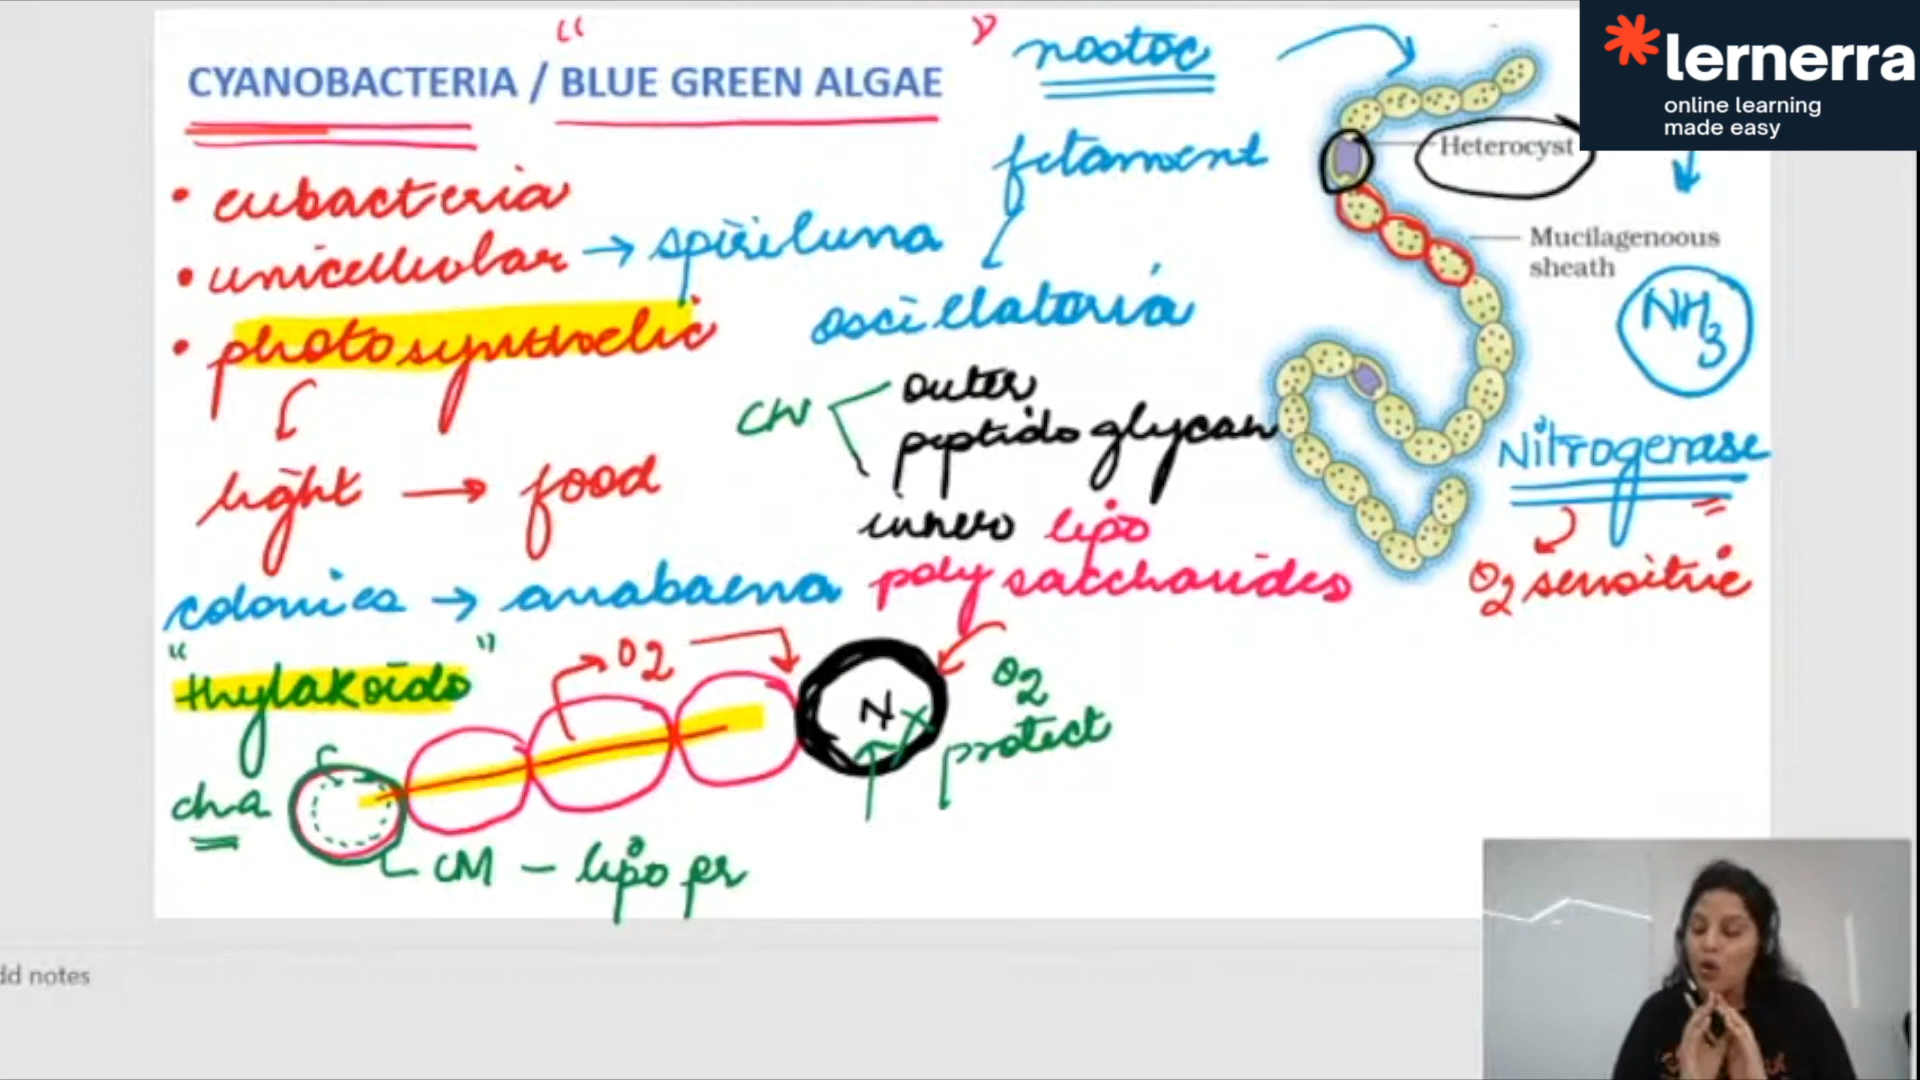 CYANOBACTERIA / "BLUE GREEN ALGAE"
• eubacteria
• unicellular → spiriluna
• photosynthetic
light → food
colonies → anabaena
"thylakoids"
cha
CM - lipo pr
O2
N
O2
protect
nostoc
filament
oscillatoria
CW
outer
peptidoglycan
inner lipo
polysaccharides
Heterocyst
Mucilagenoous
sheath
NH3
Nitrogenase
O2 sensitive
lernerra
online learning
made easy
dd notes